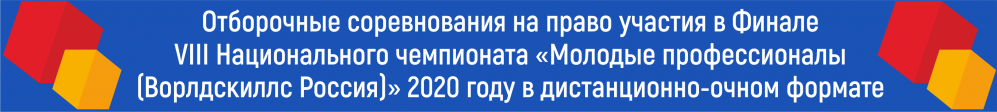 Отборочные соревнования на право участия в Финале
VIII Национального чемпионата «Молодые профессионалы
(Ворлдскиллс Россия)» 2020 году в дистанционно-очном формате